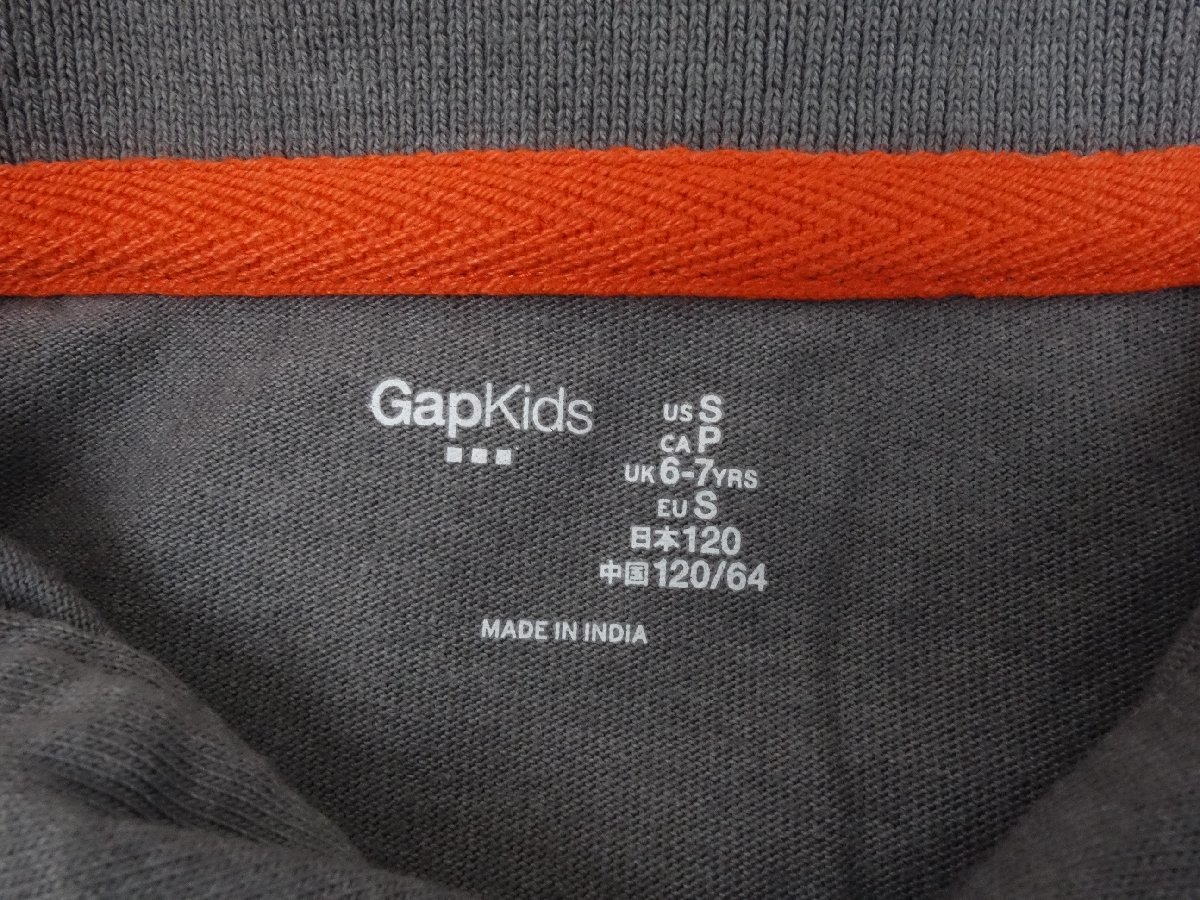 GapKids
US S
CA P
UK 6-7YRS
EU S
日本120
中国120/64
MADE IN INDIA